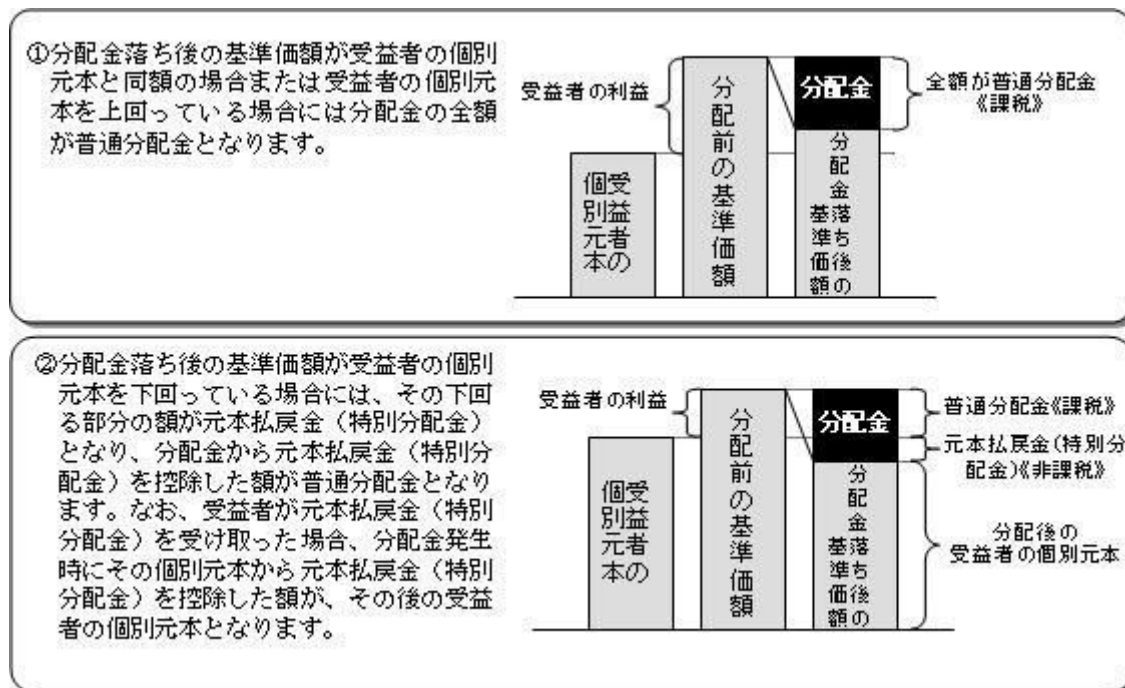 ①分配金落ち後の基準価額が受益者の個別
元本と同額の場合または受益者の個別元
本を上回っている場合には分配金の全額
が普通分配金となります。
受益者の利益
受益者の
個別元本
分配前の基準価額
分配金
分配金落ち後の
基準価額
全額が普通分配金
《課税》
②分配金落ち後の基準価額が受益者の個別
元本を下回っている場合には、その下回
る部分の額が元本払戻金（特別分配金）
となり、分配金から元本払戻金（特別分
配金）を控除した額が普通分配金となり
ます。なお、受益者が元本払戻金（特別
分配金）を受け取った場合、分配金発生
時にその個別元本から元本払戻金（特別
分配金）を控除した額が、その後の受益
者の個別元本となります。
受益者の利益
受益者の
個別元本
分配前の基準価額
分配金
分配金落ち後の
基準価額
普通分配金《課税》
元本払戻金(特別分
配金)《非課税》
分配後の
受益者の個別元本